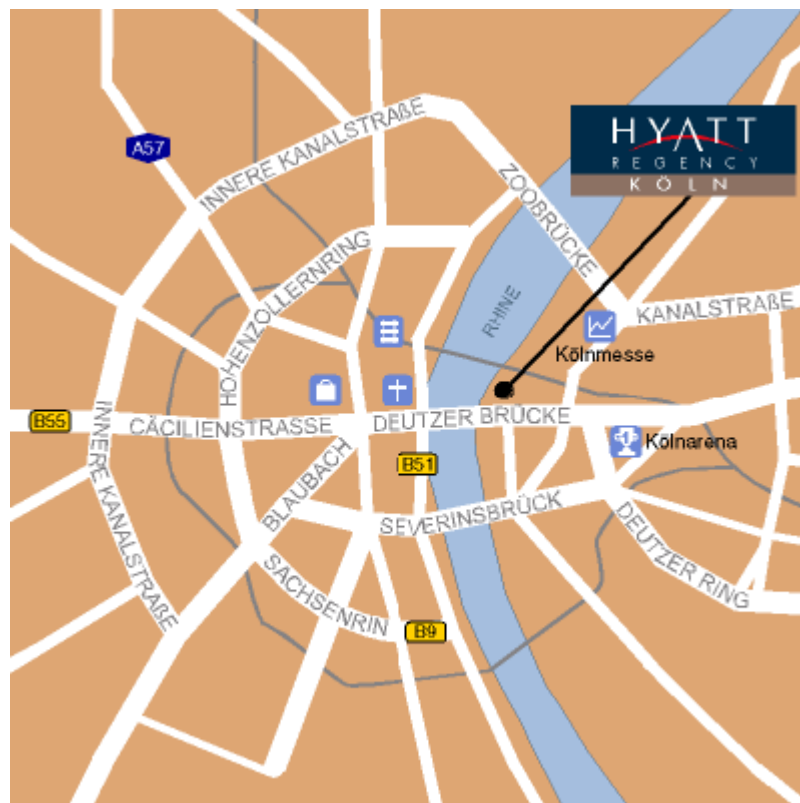 A57
INNERE KANALSTRAßE
HYATT
REGENCY
KÖLN
ZOOBRÜCKE
HOHENZOLLERNRING
RHINE
KANALSTRAßE
Kölnmesse
B55
CÄCILIENSTRASSE
DEUTZER BRÜCKE
1
Kölnarena
INNERE KANALSTRAßE
BLAUBACH
B51
SEVERINSBRÜCK
DEUTZER RING
SACHSENRIN
B9